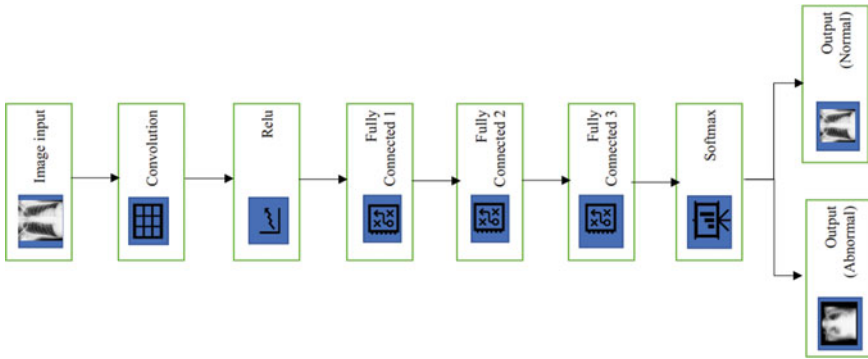 Image input
Convolution
Relu
Fully
Connected 1
Fully
Connected 2
Fully
Connected 3
Softmax
Output
(Normal)
Output
(Abnormal)